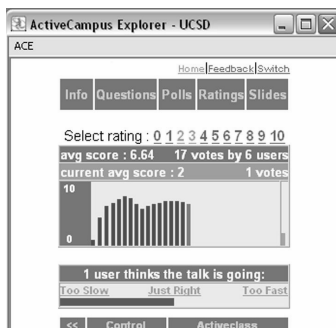 ActiveCampus Explorer - UCSD
ACE
Home|Feedback|Switch
Info Questions Polls Ratings Slides
Select rating : 0 1 2 3 4 5 6 7 8 9 10
avg score : 6.64 17 votes by 6 users
current avg score : 2 1 votes
10
0
1 user thinks the talk is going:
Too Slow Just Right Too Fast
<< Control Activeclass